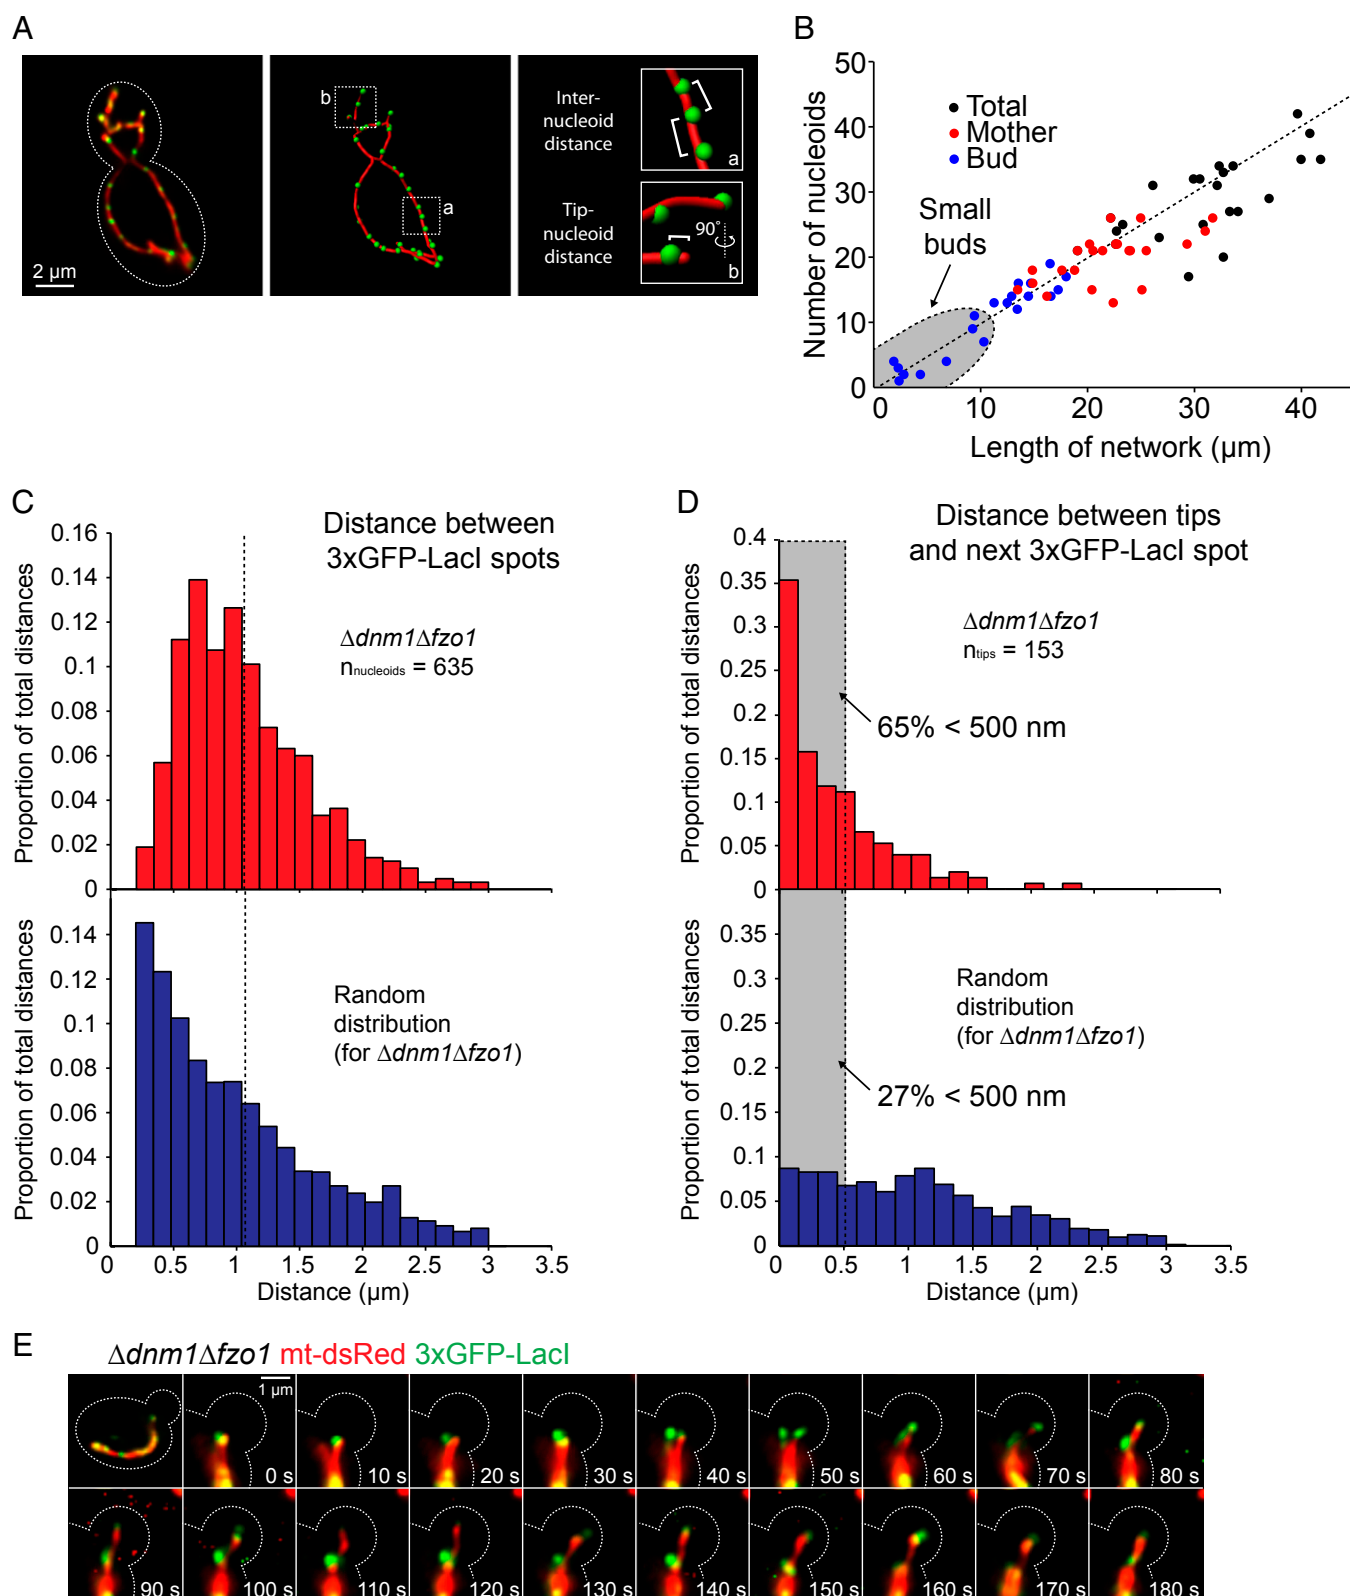 A
2 µm
b
a
Inter-
nucleoid
distance
a
Tip-
nucleoid
distance
90°
b
B
Number of nucleoids
50
40
30
20
10
0
Total
Mother
Bud
Small
buds
0 10 20 30 40
Length of network (µm)
C
Distance between
3xGFP-LacI spots
Δdnm1Δfzo1
nnucleoids = 635
Proportion of total distances
0.16
0.14
0.12
0.1
0.08
0.06
0.04
0.02
0
Random
distribution
(for Δdnm1Δfzo1)
Proportion of total distances
0.14
0.12
0.1
0.08
0.06
0.04
0.02
0
0 0.5 1 1.5 2 2.5 3 3.5
Distance (µm)
D
Distance between tips
and next 3xGFP-LacI spot
Δdnm1Δfzo1
ntips = 153
65% < 500 nm
Proportion of total distances
0.4
0.35
0.3
0.25
0.2
0.15
0.1
0.05
0
Random
distribution
(for Δdnm1Δfzo1)
27% < 500 nm
Proportion of total distances
0.35
0.3
0.25
0.2
0.15
0.1
0.05
0
0 0.5 1 1.5 2 2.5 3 3.5
Distance (µm)
E
Δdnm1Δfzo1 mt-dsRed 3xGFP-LacI
1 µm
0 s 10 s 20 s 30 s 40 s 50 s 60 s 70 s 80 s
90 s 100 s 110 s 120 s 130 s 140 s 150 s 160 s 170 s 180 s